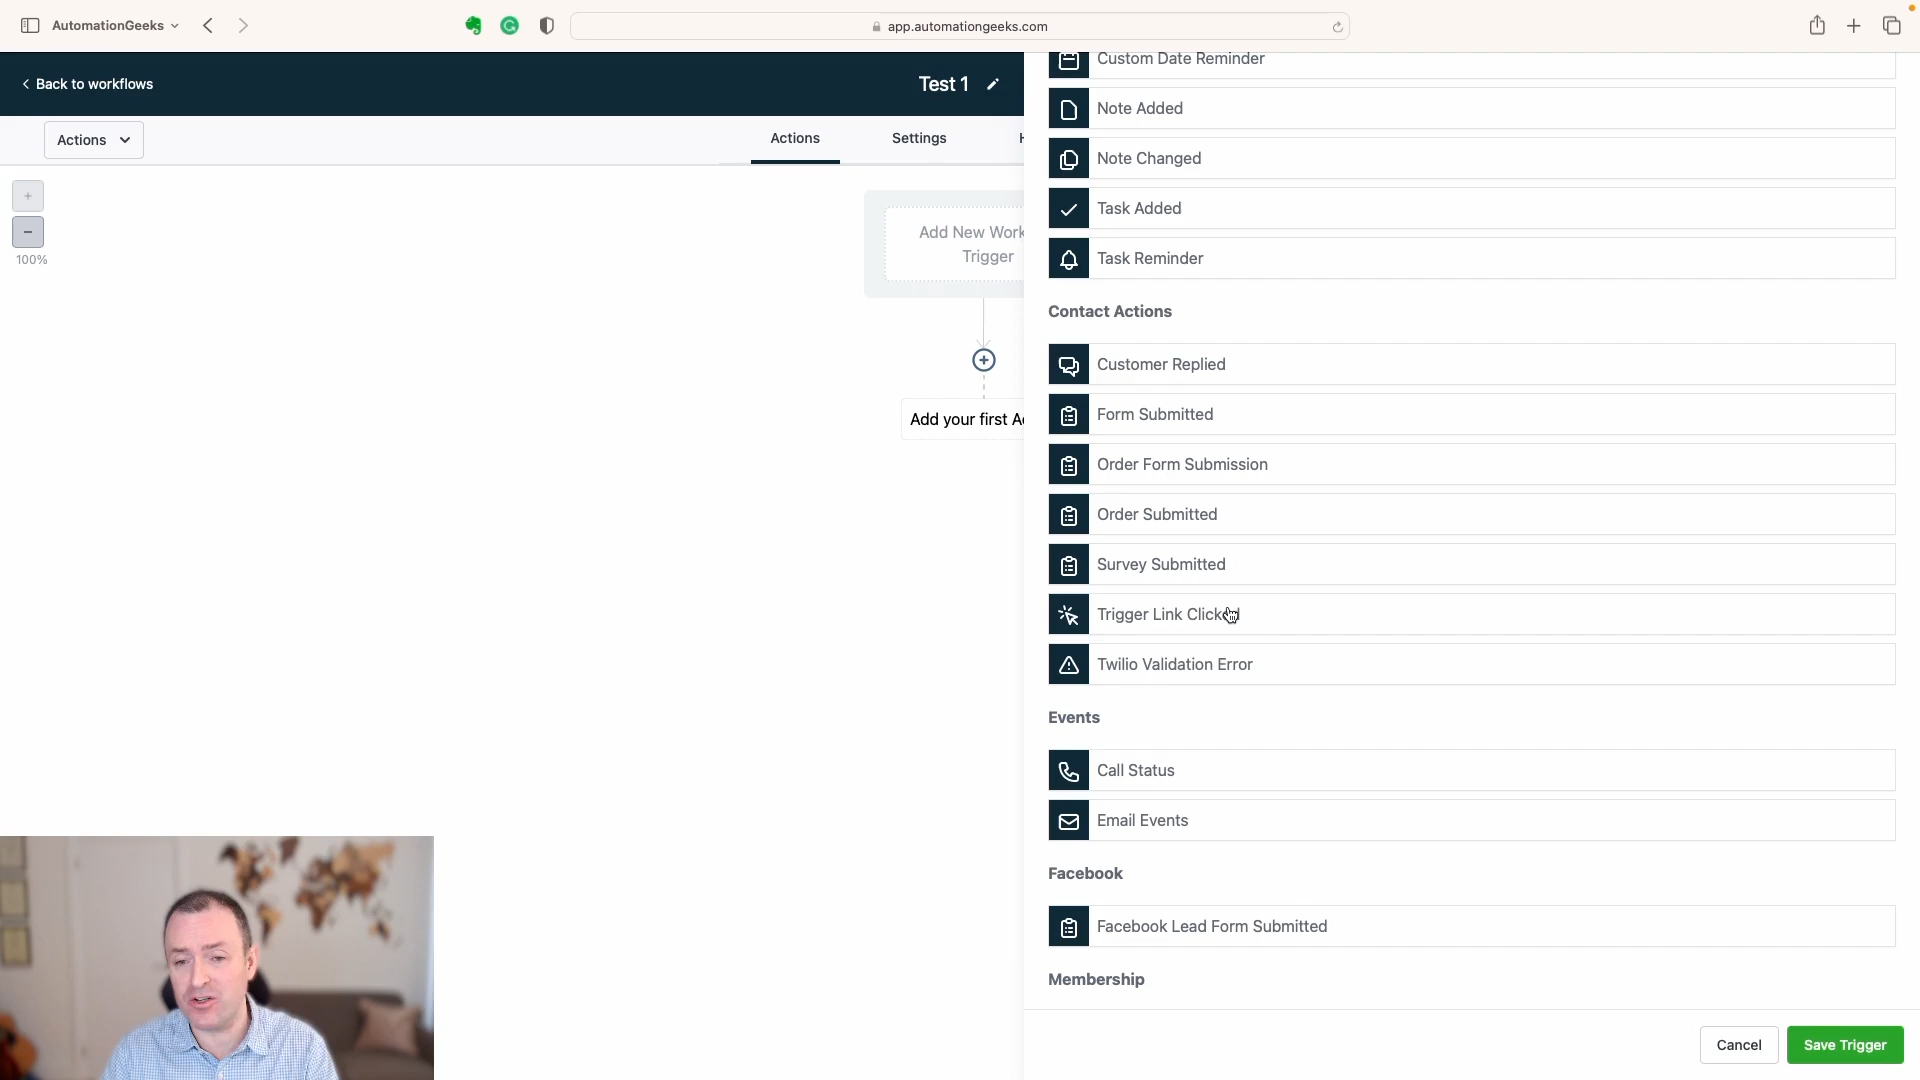 AutomationGeeks
app.automationgeeks.com
Back to workflows
Test 1
Actions
Actions
Settings
100%
Add New Work
Trigger
Add your first A
Custom Date Reminder
Note Added
Note Changed
Task Added
Task Reminder
Contact Actions
Customer Replied
Form Submitted
Order Form Submission
Order Submitted
Survey Submitted
Trigger Link Clicked
Twilio Validation Error
Events
Call Status
Email Events
Facebook
Facebook Lead Form Submitted
Membership
Cancel
Save Trigger